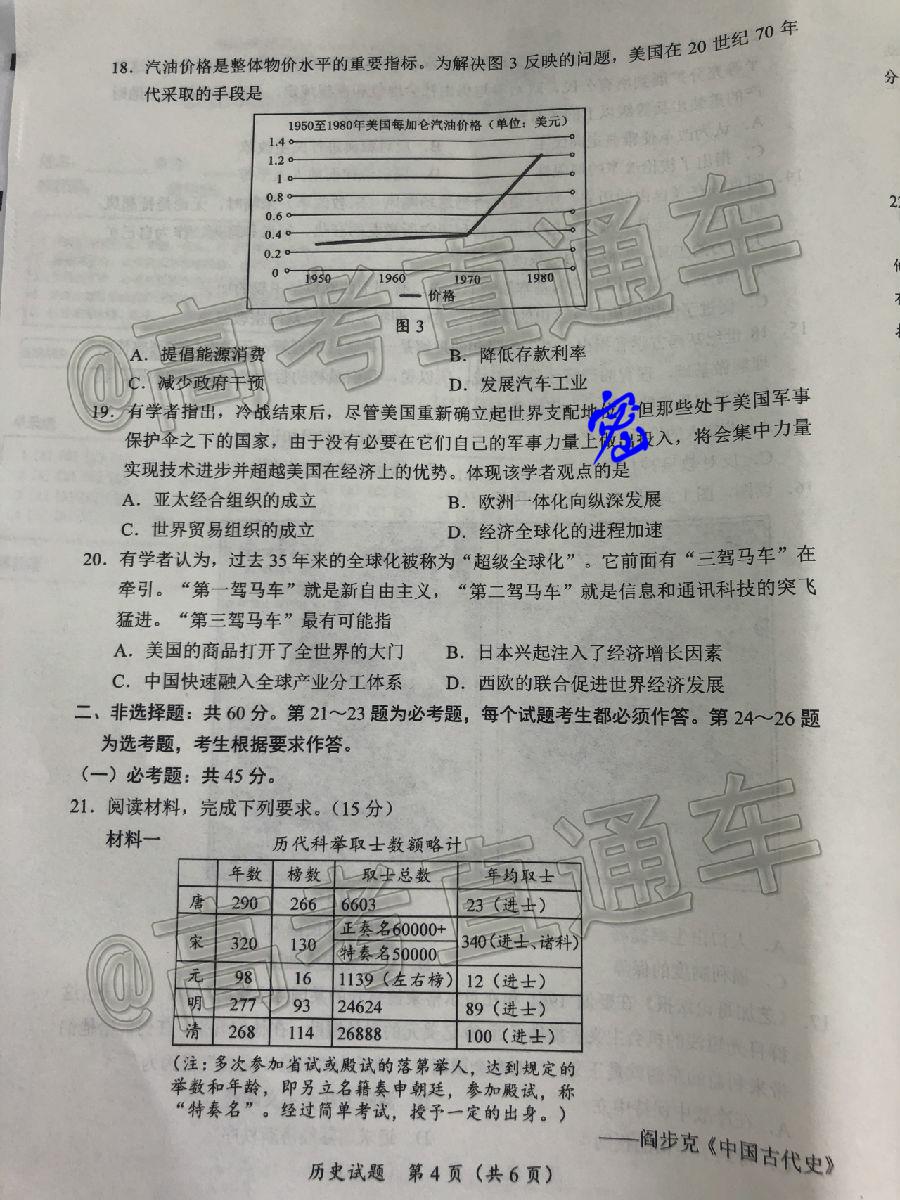 18．汽油价格是整体物价水平的重要指标。为解决图 3 反映的问题，美国在 20 世纪 70 年
代采取的手段是
1950至1980年美国每加仑汽油价格（单位：美元）
1.4
1.2
1
0.8
0.6
0.4
0.2
0
1950 1960 1970 1980
价格
图 3
A．提倡能源消费 B．降低存款利率
C．减少政府干预 D．发展汽车工业
19．有学者指出，冷战结束后，尽管美国重新确立起世界支配地 但那些处于美国军事
保护伞之下的国家，由于没有必要在它们自己的军事力量上 投入，将会集中力量
实现技术进步并超越美国在经济上的优势。体现该学者观点的是
A．亚太经合组织的成立 B．欧洲一体化向纵深发展
C．世界贸易组织的成立 D．经济全球化的进程加速
20．有学者认为，过去 35 年来的全球化被称为“超级全球化”。它前面有“三驾马车”在
牵引。“第一驾马车”就是新自由主义，“第二驾马车”就是信息和通讯科技的突飞
猛进。“第三驾马车”最有可能指
A．美国的商品打开了全世界的大门 B．日本兴起注入了经济增长因素
C．中国快速融入全球产业分工体系 D．西欧的联合促进世界经济发展
二、非选择题：共 60 分。第 21～23 题为必考题，每个试题考生都必须作答。第 24～26 题
为选考题，考生根据要求作答。
（一）必考题：共 45 分。
21．阅读材料，完成下列要求。（15 分）
材料一 历代科举取士数额略计
年数 榜数 取士总数 年均取士
唐 290 266 6603 23（进士）
宋 320 130 正奏名60000+ 特奏名50000 340（进士、诸科）
元 98 16 1139（左右榜） 12（进士）
明 277 93 24624 89（进士）
清 268 114 26888 100（进士）
（注：多次参加省试或殿试的落第举人，达到规定的
举数和年龄，即另立名籍奏申朝廷，参加殿试，称
“特奏名”。经过简单考试，授予一定的出身。）
——阎步克《中国古代史》
历史试题 第 4 页（共 6 页）
@高考直通车
@高考直通车